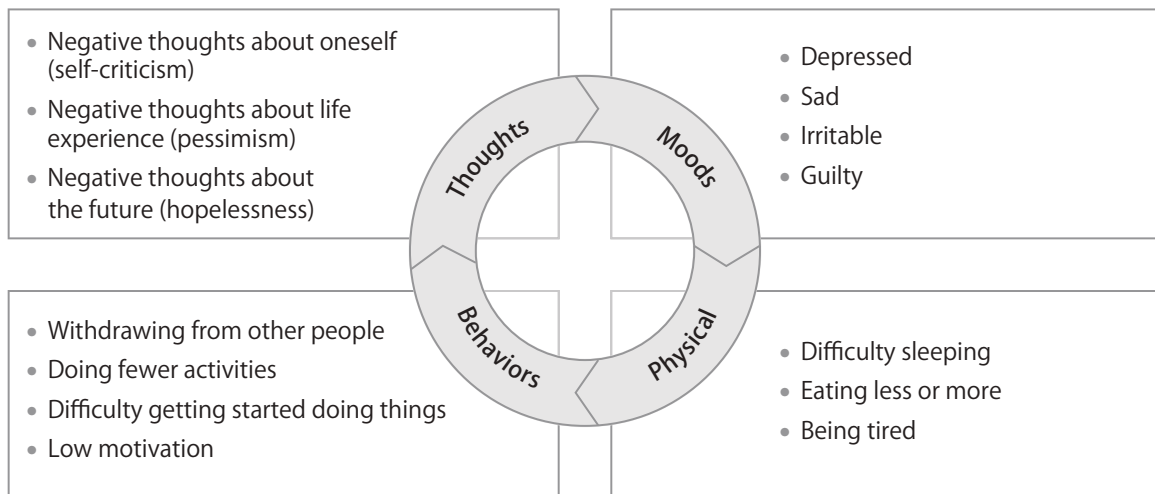 • Negative thoughts about oneself
(self-criticism)
• Negative thoughts about life
experience (pessimism)
• Negative thoughts about
the future (hopelessness)
• Depressed
• Sad
• Irritable
• Guilty
Thoughts
Moods
Behaviors
Physical
• Withdrawing from other people
• Doing fewer activities
• Difficulty getting started doing things
• Low motivation
• Difficulty sleeping
• Eating less or more
• Being tired